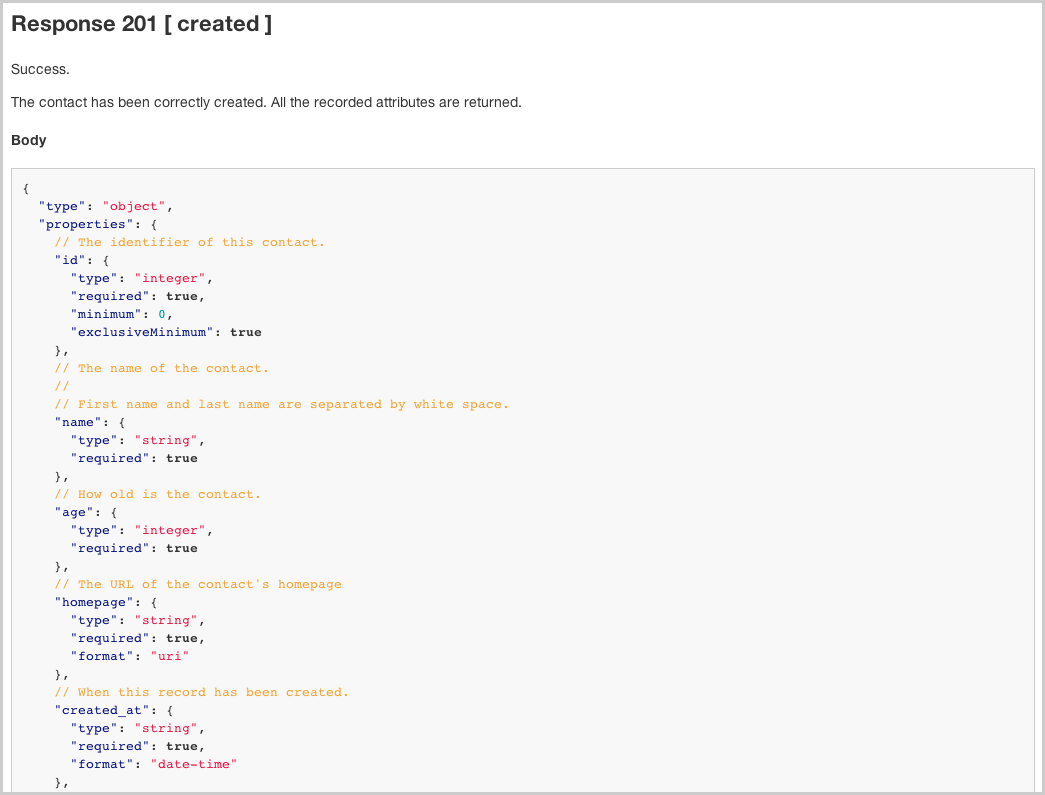 Response 201 [ created ]
Success.
The contact has been correctly created. All the recorded attributes are returned.
Body
{
  "type": "object",
  "properties": {
    // The identifier of this contact.
    "id": {
      "type": "integer",
      "required": true,
      "minimum": 0,
      "exclusiveMinimum": true
    },
    // The name of the contact.
    //
    // First name and last name are separated by white space.
    "name": {
      "type": "string",
      "required": true
    },
    // How old is the contact.
    "age": {
      "type": "integer",
      "required": true
    },
    // The URL of the contact's homepage
    "homepage": {
      "type": "string",
      "required": true,
      "format": "uri"
    },
    // When this record has been created.
    "created_at": {
      "type": "string",
      "required": true,
      "format": "date-time"
    },